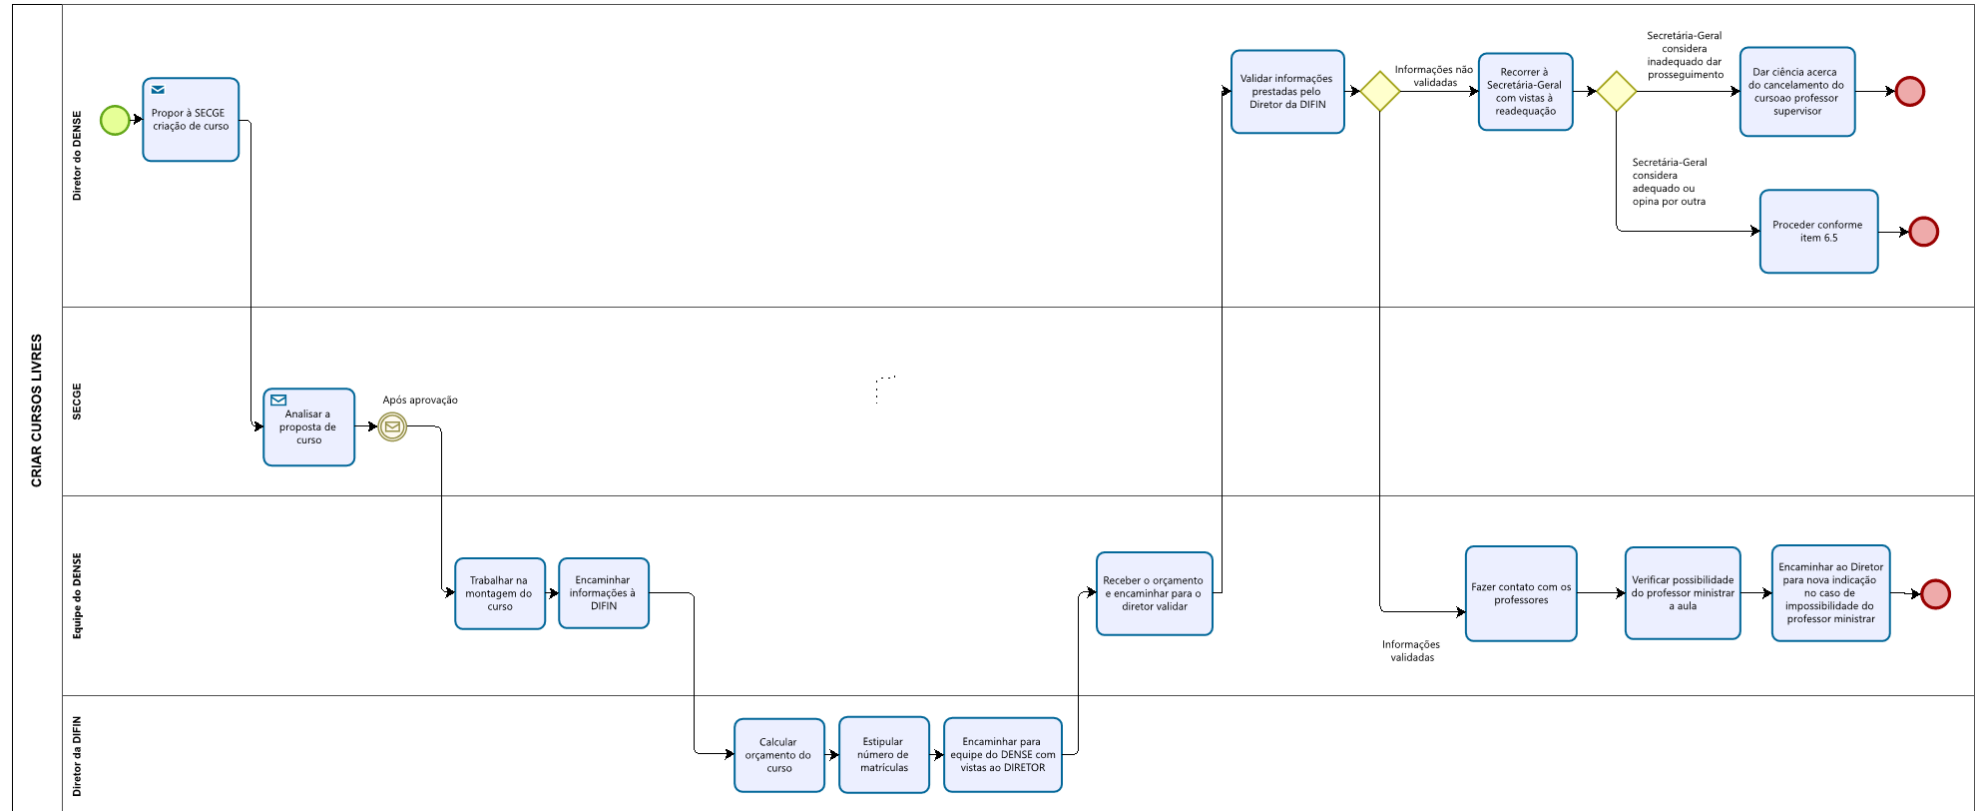 CRIAR CURSOS LIVRES
Diretor do DENSE
Propor à SECGE
criação de curso
Validar informações
prestadas pelo
Diretor da DIFIN
Informações não
validadas
Recorrer à
Secretária-Geral
com vistas à
readequação
Secretária-Geral
considera
inadequado dar
prosseguimento
Dar ciência acerca
do cancelamento do
cursoao professor
supervisor
Secretária-Geral
considera
adequado ou
opina por outra
Proceder conforme
item 6.5
SECGE
Analisar a
proposta de
curso
Após aprovação
Equipe do DENSE
Trabalhar na
montagem do
curso
Encaminhar
informações à
DIFIN
Receber o orçamento
e encaminhar para o
diretor validar
Informações
validadas
Fazer contato com os
professores
Verificar possibilidade
do professor ministrar
a aula
Encaminhar ao Diretor
para nova indicação
no caso de
impossibilidade do
professor ministrar
Diretor da DIFIN
Calcular
orçamento do
curso
Estipular
número de
matrículas
Encaminhar para
equipe do DENSE com
vistas ao DIRETOR